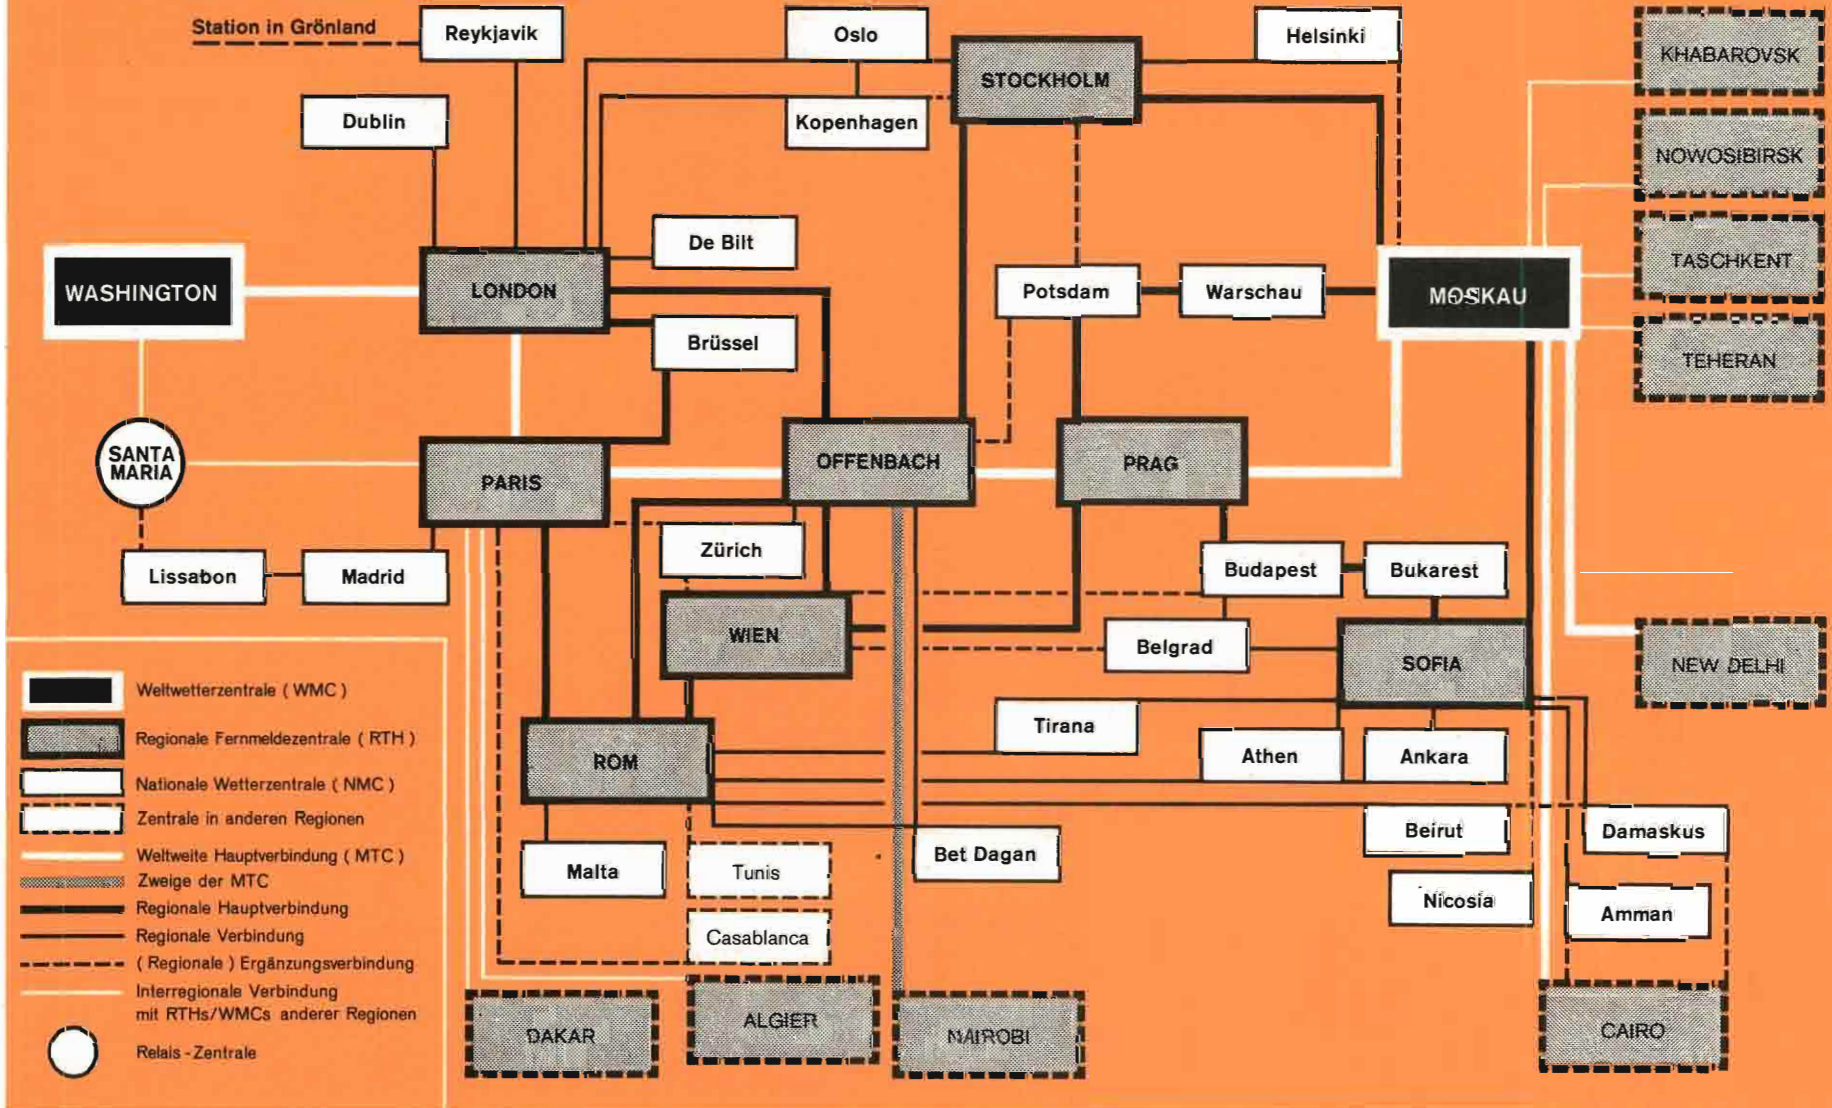 Station in Grönland
Reykjavik
Oslo
Helsinki
STOCKHOLM
KHABAROVSK
Dublin
Kopenhagen
NOWOSIBIRSK
De Bilt
WASHINGTON
LONDON
Potsdam
Warschau
MOSKAU
TASCHKENT
Brüssel
TEHERAN
SANTA
MARIA
PARIS
OFFENBACH
PRAG
Lissabon
Madrid
Zürich
Budapest
Bukarest
WIEN
Belgrad
SOFIA
NEW DELHI
Tirana
Athen
Ankara
ROM
Malta
Tunis
Casablanca
Bet Dagan
Beirut
Damaskus
Nicosia
Amman
DAKAR
ALGIER
NAIROBI
CAIRO
Weltwetterzentrale ( WMC )
Regionale Fernmeldezentrale ( RTH )
Nationale Wetterzentrale ( NMC )
Zentrale in anderen Regionen
Weltweite Hauptverbindung ( MTC )
Zweige der MTC
Regionale Hauptverbindung
Regionale Verbindung
( Regionale ) Ergänzungsverbindung
Interregionale Verbindung
mit RTHs/WMCs anderer Regionen
Relais - Zentrale